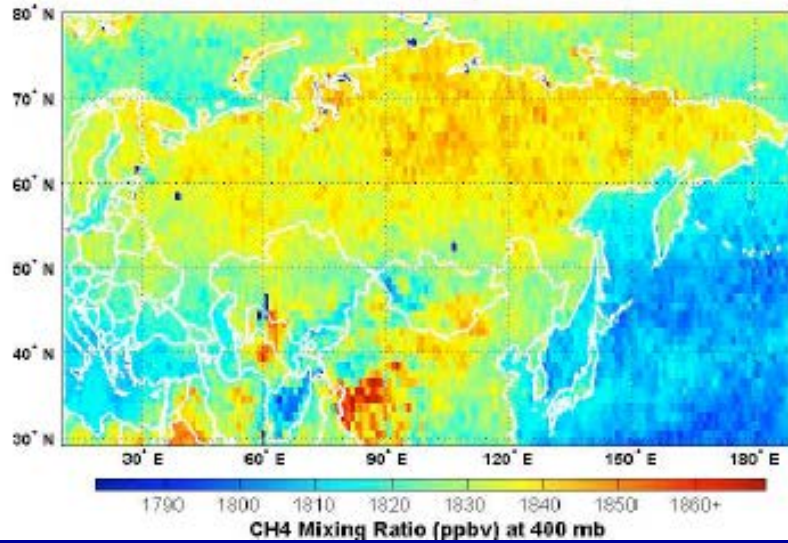 80° N
70° N
60° N
50° N
40° N
30° N
30° E 60° E 90° E 120° E 150° E 180° E
1790 1800 1810 1820 1830 1840 1850 1860+
CH4 Mixing Ratio (ppbv) at 400 mb